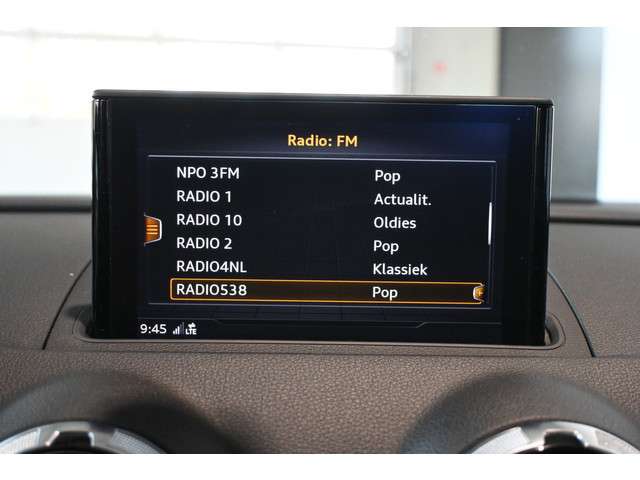 Radio: FM
NPO 3FM Pop
RADIO 1 Actualit.
RADIO 10 Oldies
RADIO 2 Pop
RADIO4NL Klassiek
RADIO538 Pop
9:45 LTE